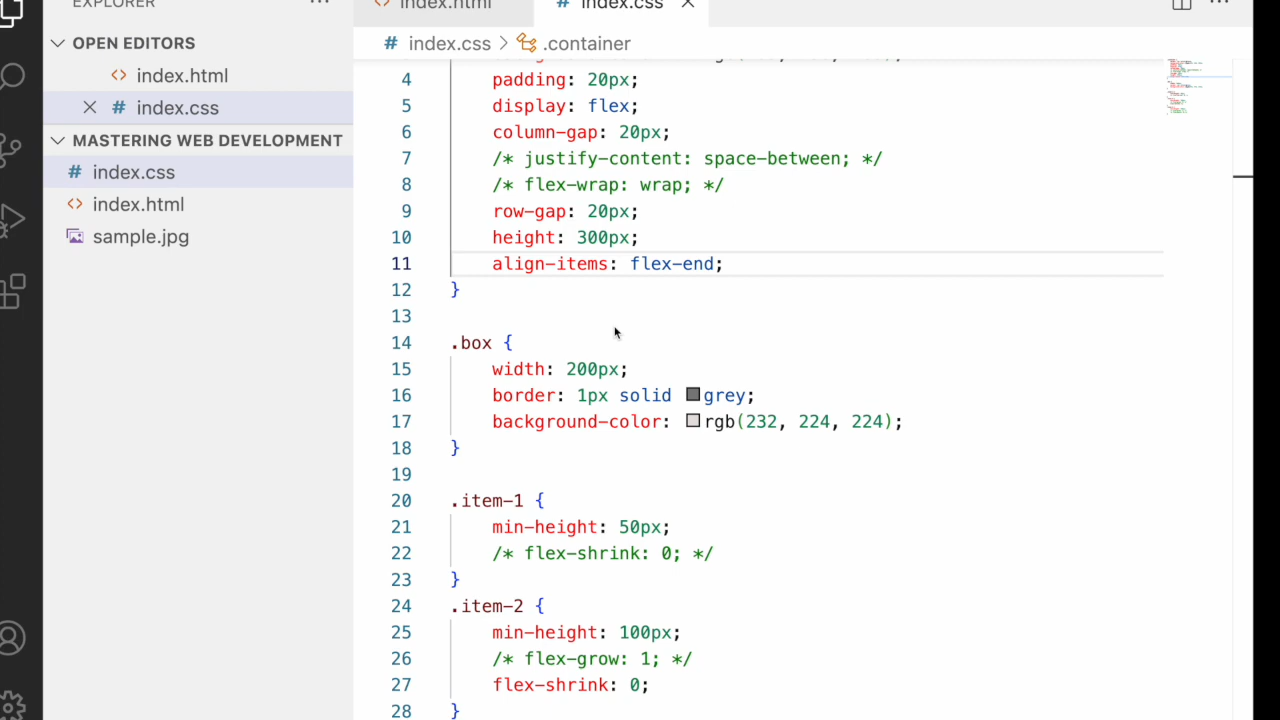 EXPLORER
index.html
index.css
OPEN EDITORS
index.html
index.css
MASTERING WEB DEVELOPMENT
index.css
index.html
sample.jpg
# index.css > .container
4 padding: 20px;
5 display: flex;
6 column-gap: 20px;
7 /* justify-content: space-between; */
8 /* flex-wrap: wrap; */
9 row-gap: 20px;
10 height: 300px;
11 align-items: flex-end;
12 }
13
14 .box {
15 width: 200px;
16 border: 1px solid grey;
17 background-color: rgb(232, 224, 224);
18 }
19
20 .item-1 {
21 min-height: 50px;
22 /* flex-shrink: 0; */
23 }
24 .item-2 {
25 min-height: 100px;
26 /* flex-grow: 1; */
27 flex-shrink: 0;
28 }